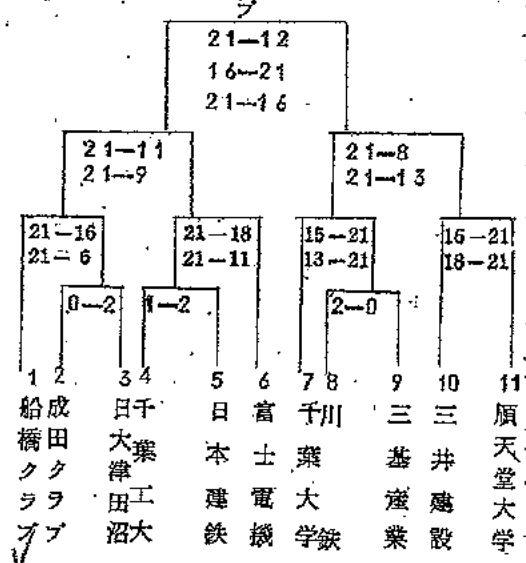 プ
21—12
16—21
21—16
21—11
21—9
21—8
21—13
21—16
21—6
21—18
21—11
15—21
13—21
16—21
18—21
0—2
1—2
2—0
1 船橋クラブ
2 成田クラブ
3 日大津田沼
4 千葉工大
5 日本建鉄
6 富士電機
7 千葉大学
8 川鉄
9 三基産業
10 三井建設
11 順天堂大学